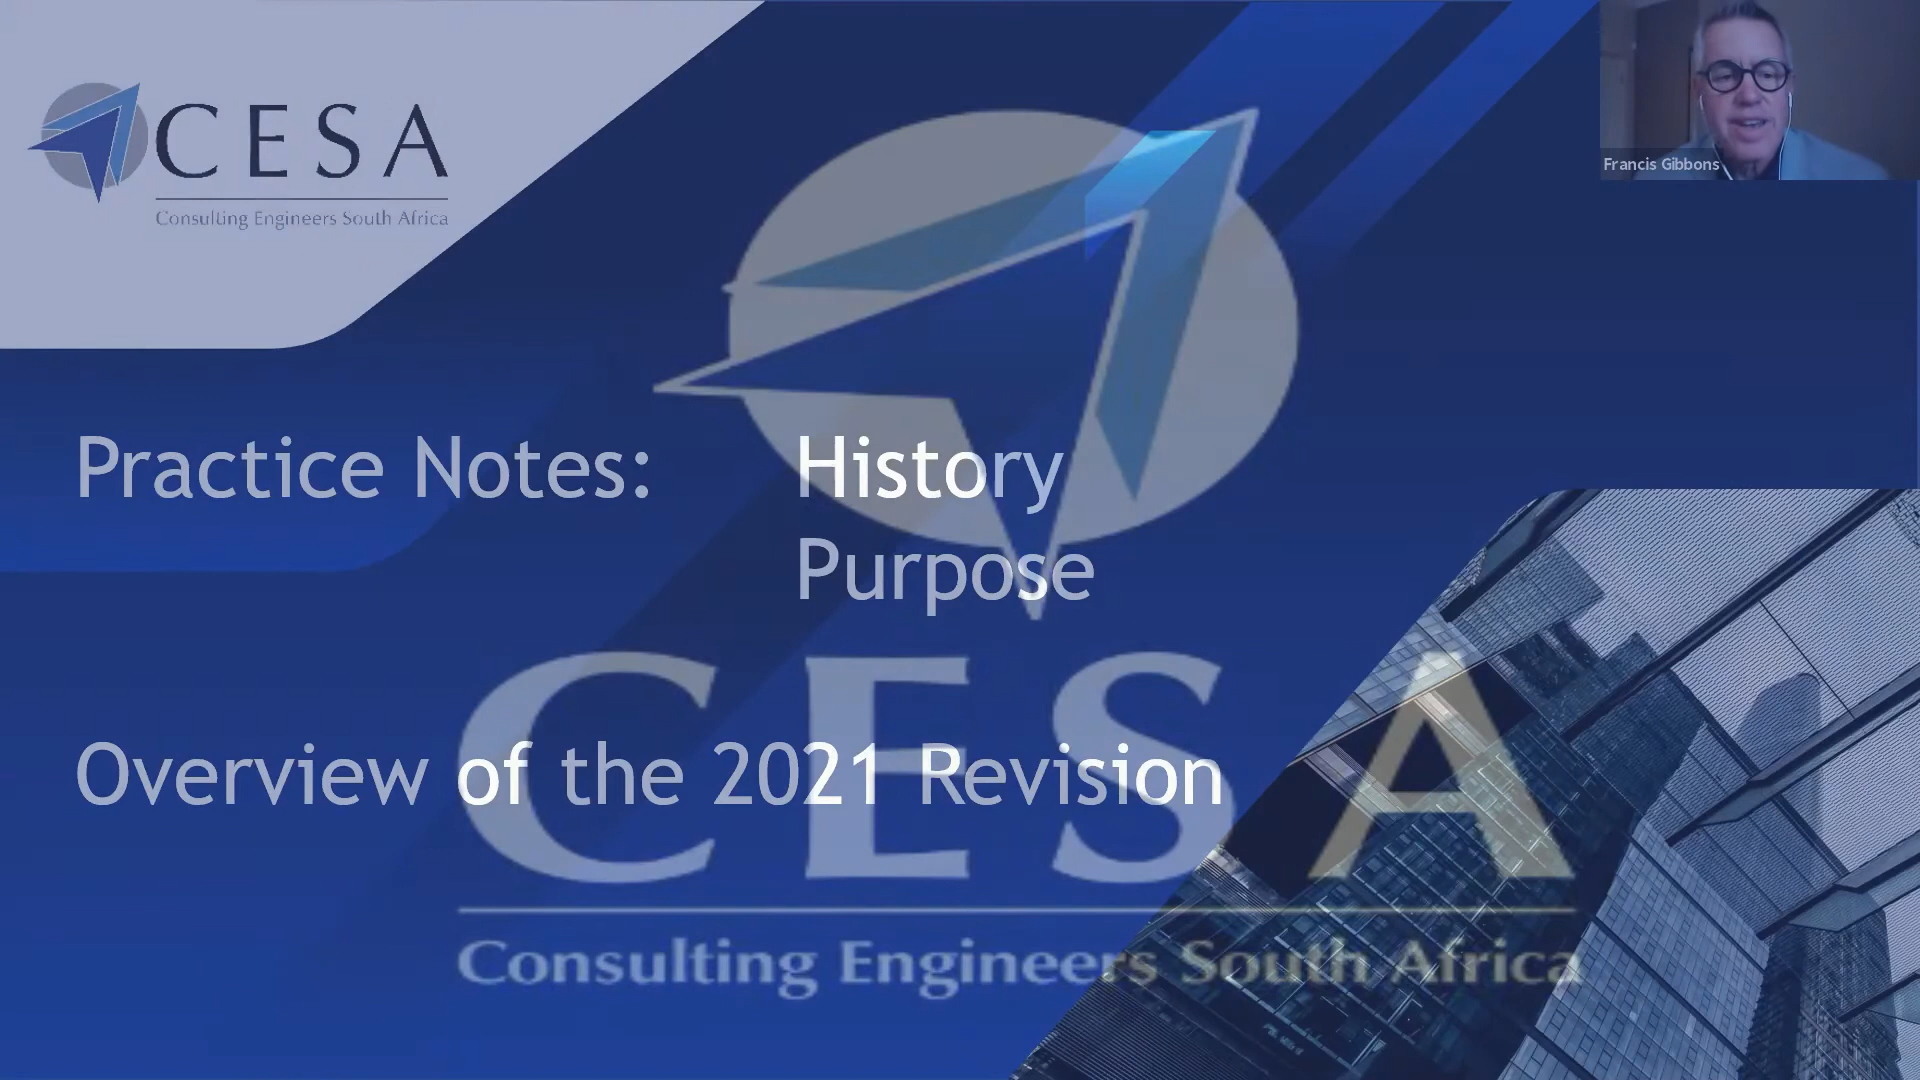 CESA
Consulting Engineers South Africa
Francis Gibbons
Practice Notes: History
Purpose
Overview of the 2021 Revision
CESA
Consulting Engineers South Africa